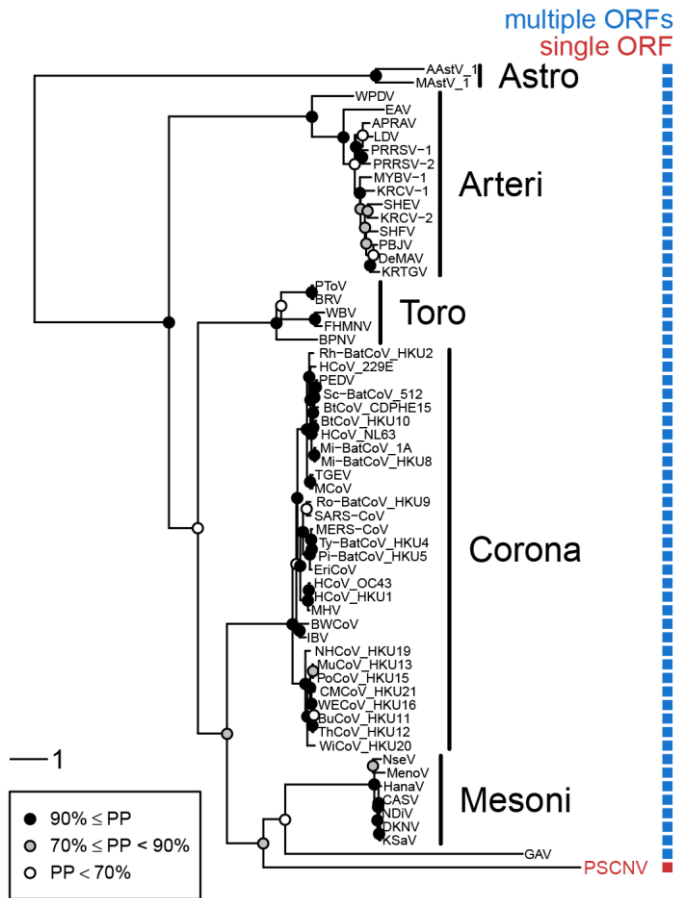 multiple ORFs
single ORF
AAstV_1
MAstV_1
Astro
WPDV
EAV
APRAV
LDV
PRRSV-1
PRRSV-2
MYBV-1
KRCV-1
SHEV
KRCV-2
SHFV
PBJV
DeMAV
KRTGV
Arteri
PToV
BRV
WBV
FHMNV
BPNV
Toro
Rh-BatCoV_HKU2
HCoV_229E
PEDV
Sc-BatCoV_512
BtCoV_CDPHE15
BtCoV_HKU10
HCoV_NL63
Mi-BatCoV_1A
Mi-BatCoV_HKU8
TGEV
MCoV
Ro-BatCoV_HKU9
SARS-CoV
MERS-CoV
Ty-BatCoV_HKU4
Pi-BatCoV_HKU5
EriCoV
HCoV_OC43
HCoV_HKU1
MHV
BWCoV
IBV
NHCoV_HKU19
MuCoV_HKU13
PoCoV_HKU15
CMCoV_HKU21
WECoV_HKU16
BuCoV_HKU11
ThCoV_HKU12
WiCoV_HKU20
Corona
NseV
MenoV
HanaV
CASV
NDiV
DKNV
KSaV
Mesoni
GAV
PSCNV
1
90% ≤ PP
70% ≤ PP < 90%
PP < 70%